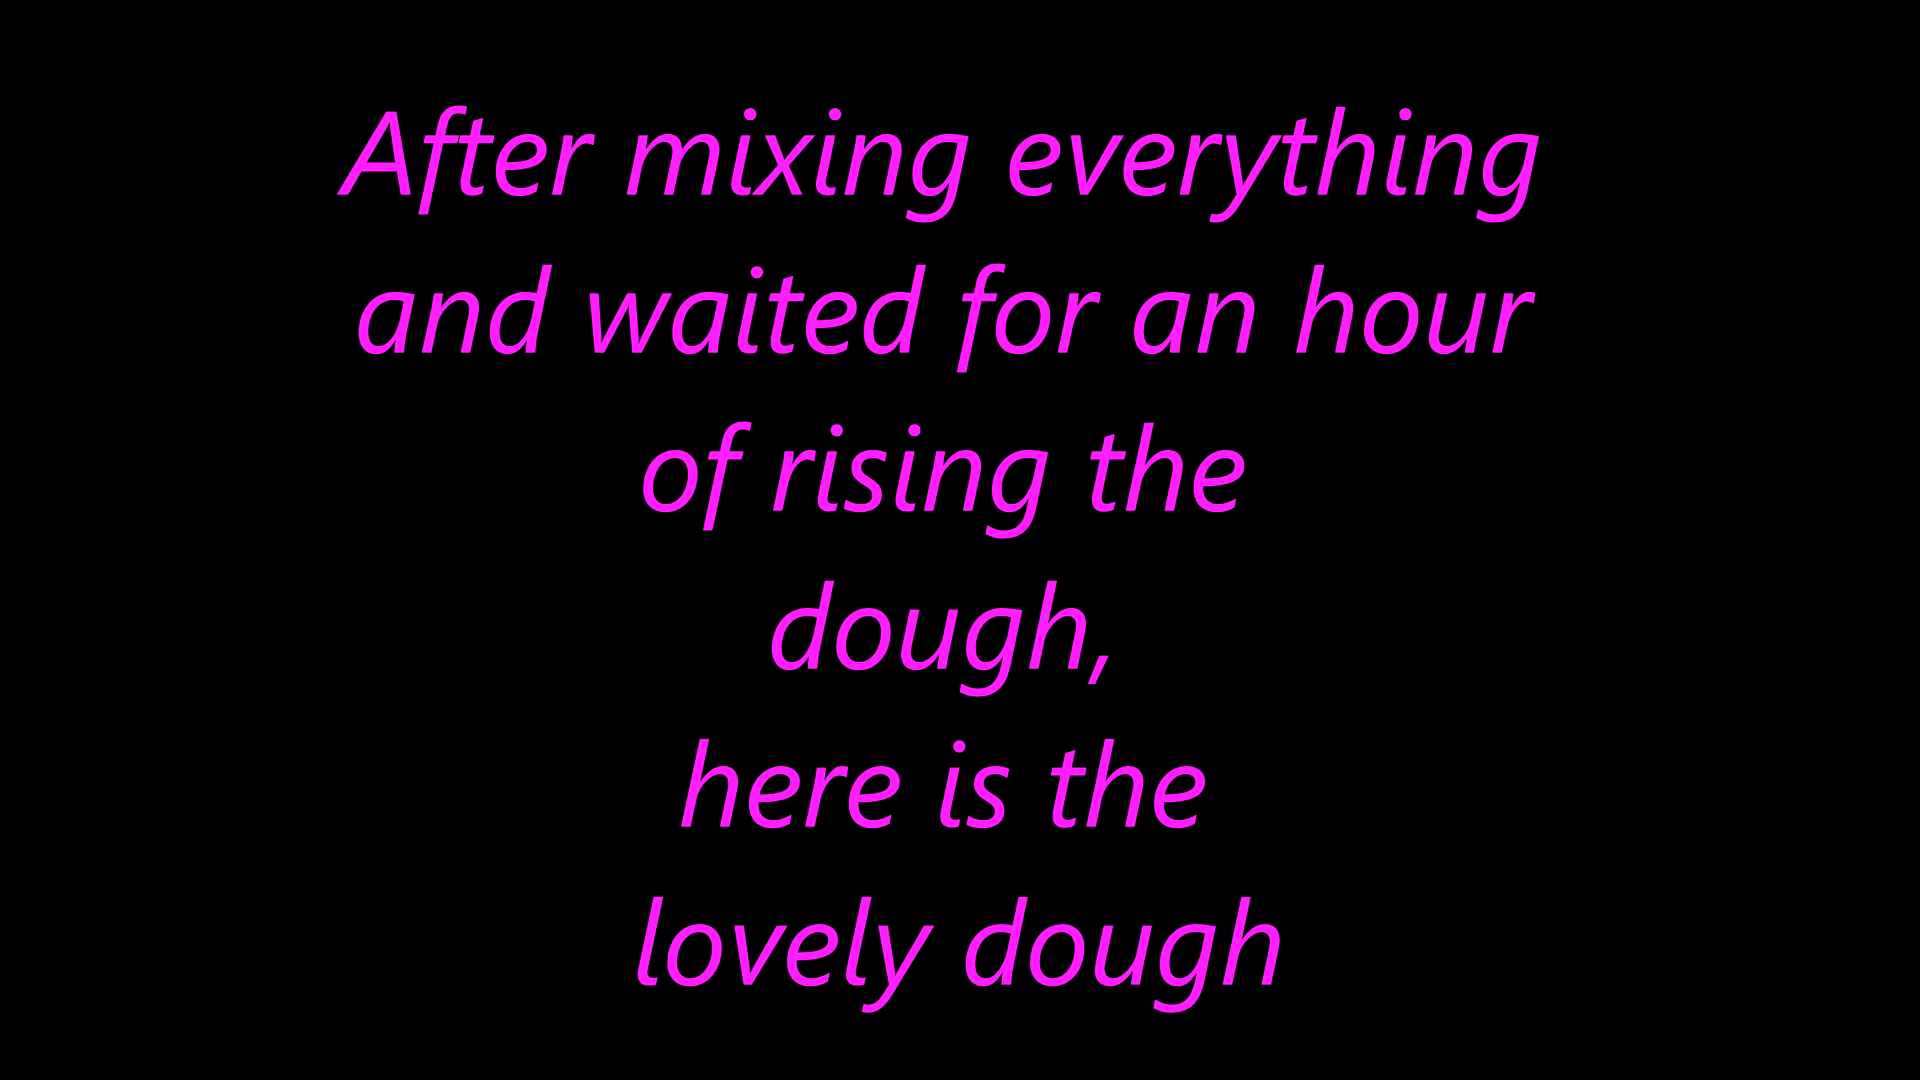 After mixing everything
and waited for an hour
of rising the
dough,
here is the
lovely dough